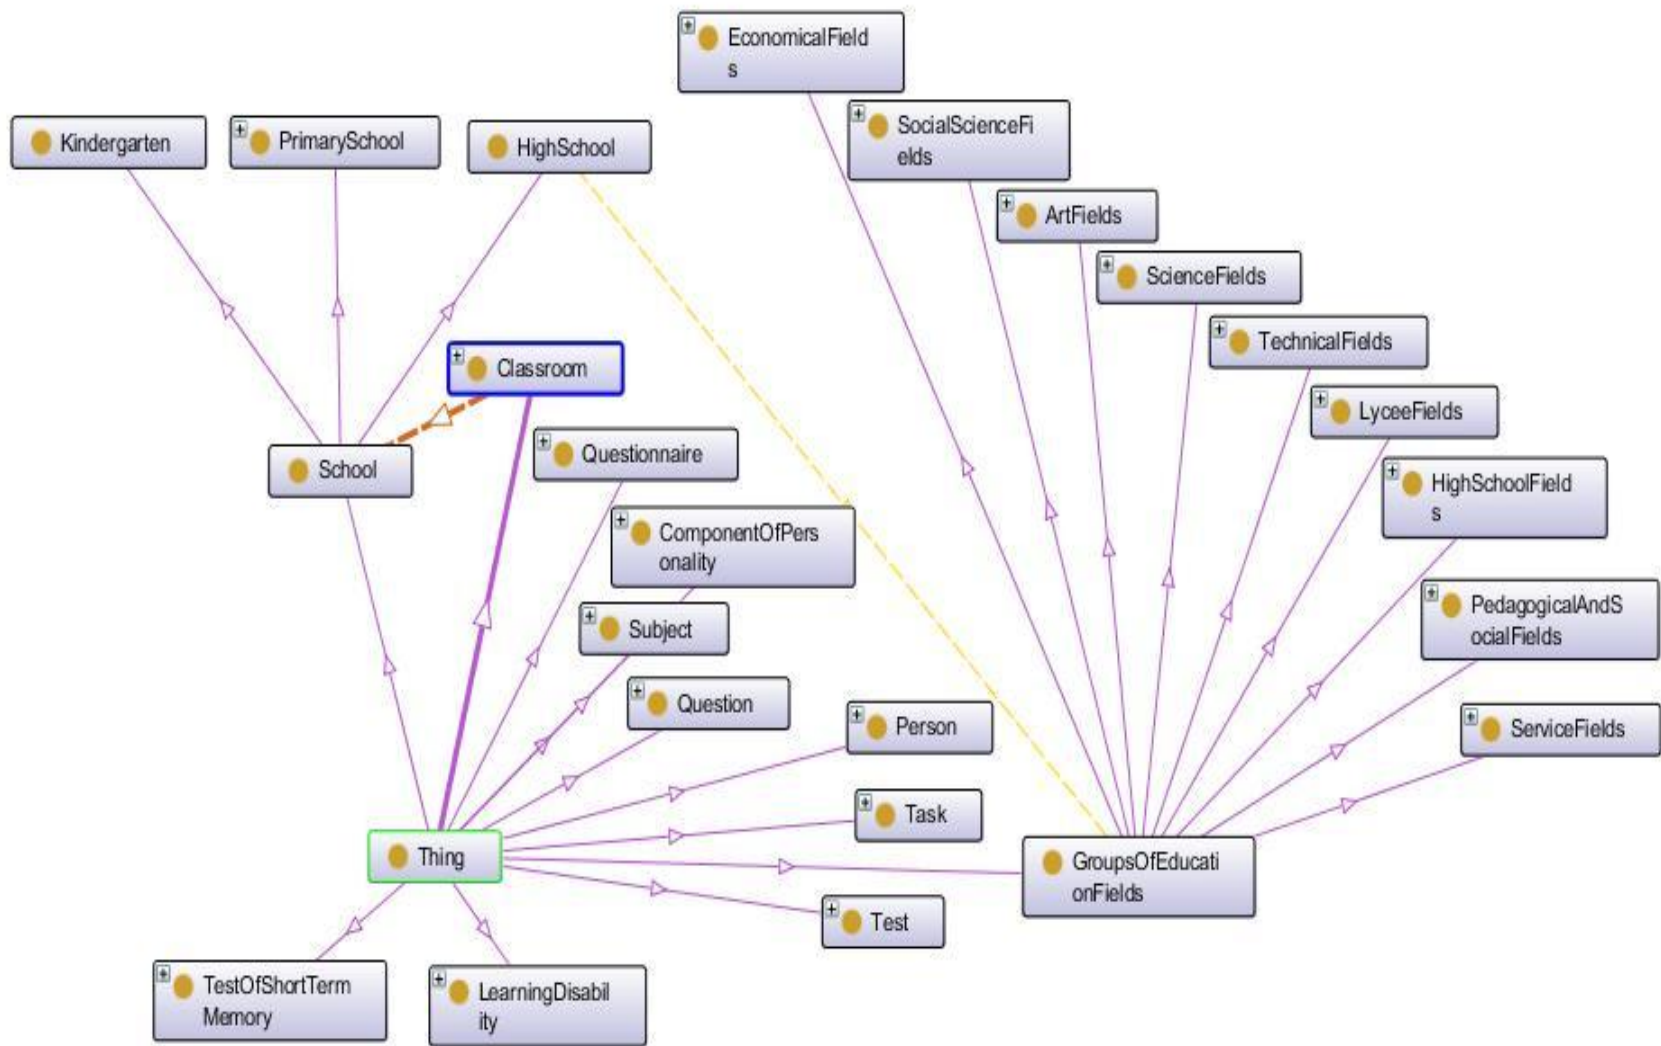 EconomicalField
s
SocialScienceFi
elds
Kindergarten
PrimarySchool
HighSchool
ArtFields
ScienceFields
TechnicalFields
Classroom
LyceeFields
Questionnaire
School
HighSchoolField
s
ComponentOfPers
onality
Subject
PedagogicalAndS
ocialFields
Question
Person
ServiceFields
Task
Thing
GroupsOfEducati
onFields
Test
TestOfShortTerm
Memory
LearningDisabil
ity